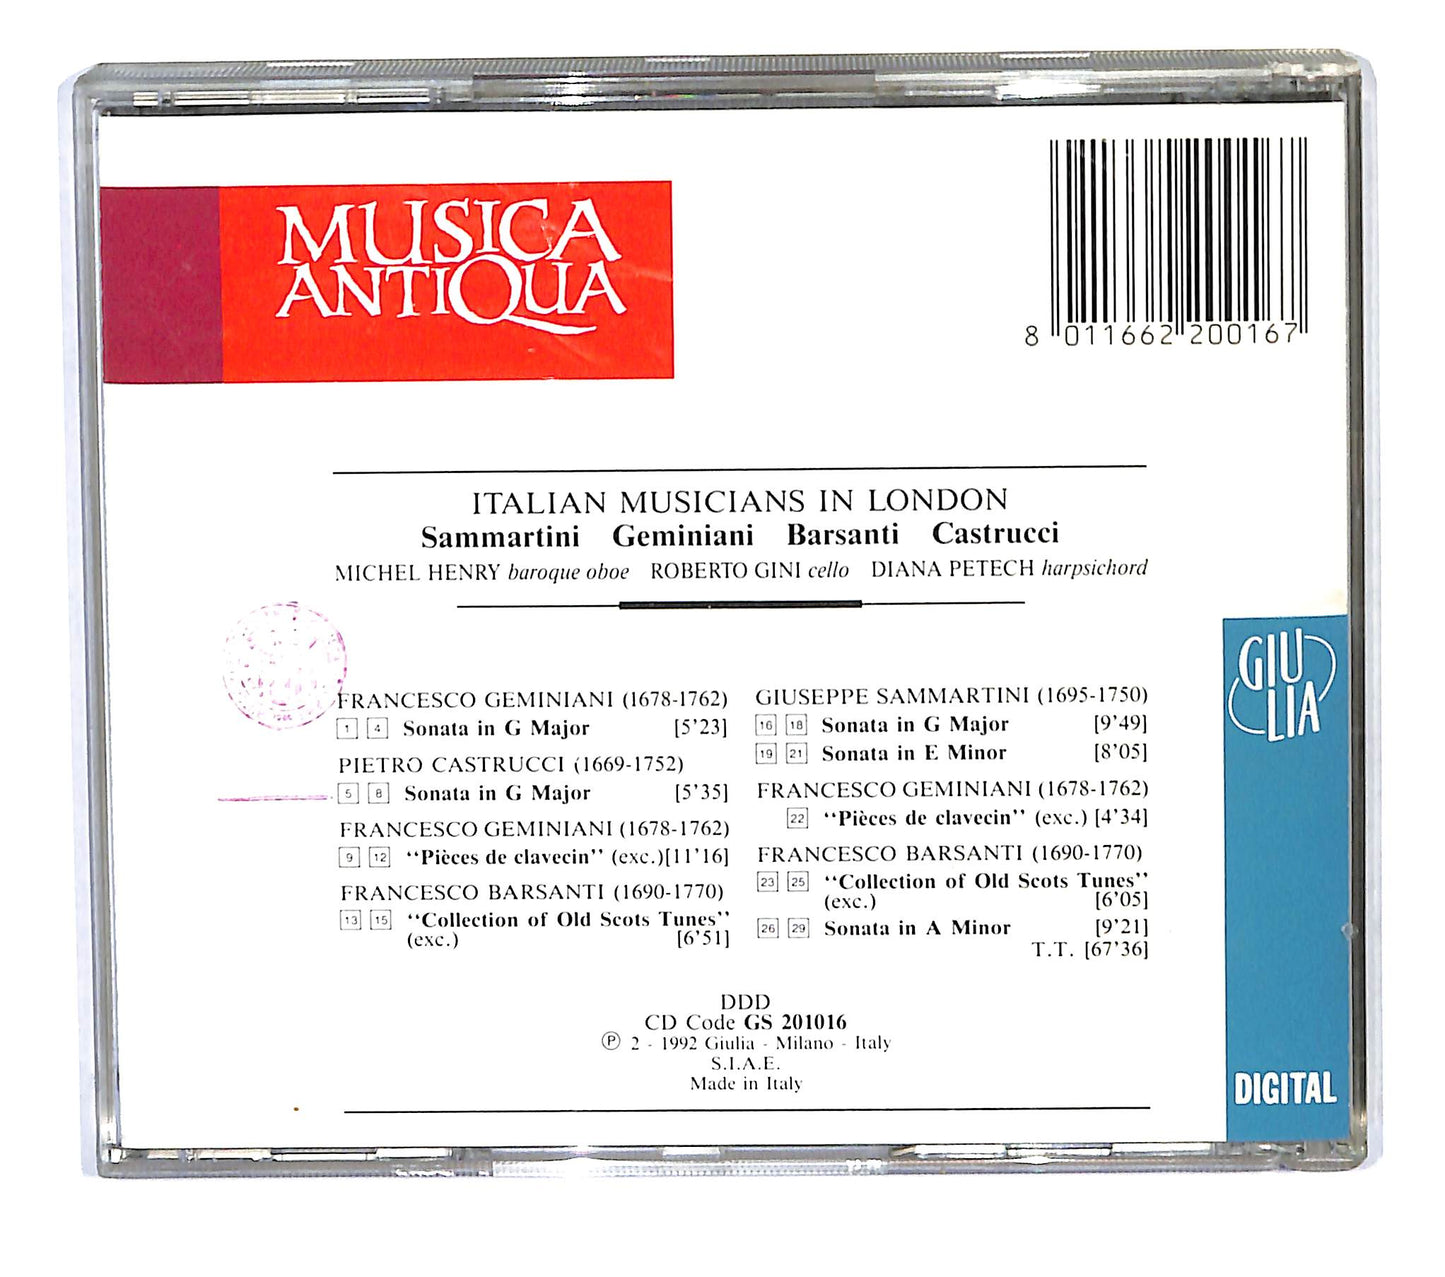 MUSICA
ANTIQUA
8 011662 200167
ITALIAN MUSICIANS IN LONDON
Sammartini Geminiani Barsanti Castrucci
MICHEL HENRY baroque oboe ROBERTO GINI cello DIANA PETECH harpsichord
FRANCESCO GEMINIANI (1678-1762)
1 4 Sonata in G Major [5’23]
PIETRO CASTRUCCI (1669-1752)
5 8 Sonata in G Major [5’35]
FRANCESCO GEMINIANI (1678-1762)
9 12 “Pièces de clavecin” (exc.)[11’16]
FRANCESCO BARSANTI (1690-1770)
13 15 “Collection of Old Scots Tunes”
(exc.) [6’51]
GIUSEPPE SAMMARTINI (1695-1750)
16 18 Sonata in G Major [9’49]
19 21 Sonata in E Minor [8’05]
FRANCESCO GEMINIANI (1678-1762)
22 “Pièces de clavecin” (exc.) [4’34]
FRANCESCO BARSANTI (1690-1770)
23 25 “Collection of Old Scots Tunes”
(exc.) [6’05]
26 29 Sonata in A Minor [9’21]
T.T. [67’36]
DDD
CD Code GS 201016
℗ 2 - 1992 Giulia - Milano - Italy
S.I.A.E.
Made in Italy
GIU
LIA
DIGITAL